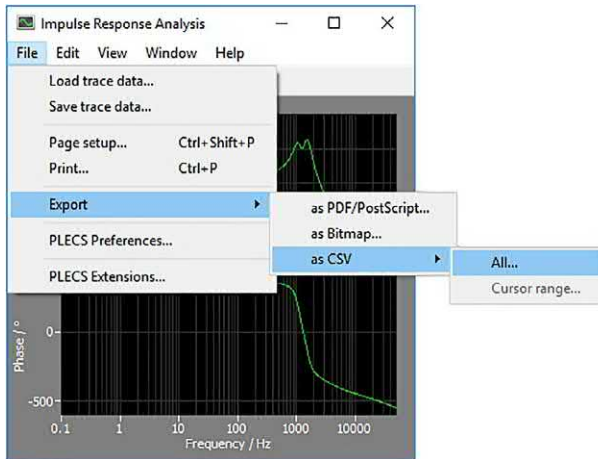 Impulse Response Analysis
File Edit View Window Help
Load trace data...
Save trace data...
Page setup... Ctrl+Shift+P
Print... Ctrl+P
Export
as PDF/PostScript...
as Bitmap...
PLECS Preferences...
as CSV
All...
PLECS Extensions...
Cursor range...
Phase / °
0
-500
0.1 1 10 100 1000 10000
Frequency / Hz